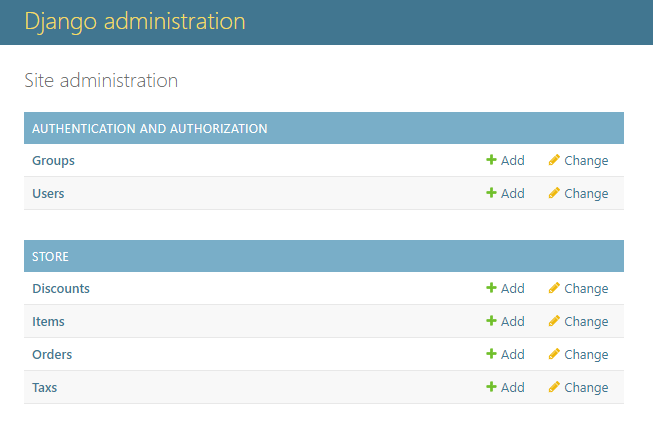 Django administration
Site administration
AUTHENTICATION AND AUTHORIZATION
Groups Add Change
Users Add Change
STORE
Discounts Add Change
Items Add Change
Orders Add Change
Taxs Add Change